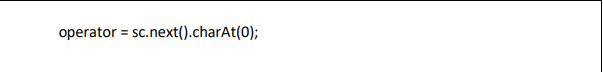 operator = sc.next().charAt(0);